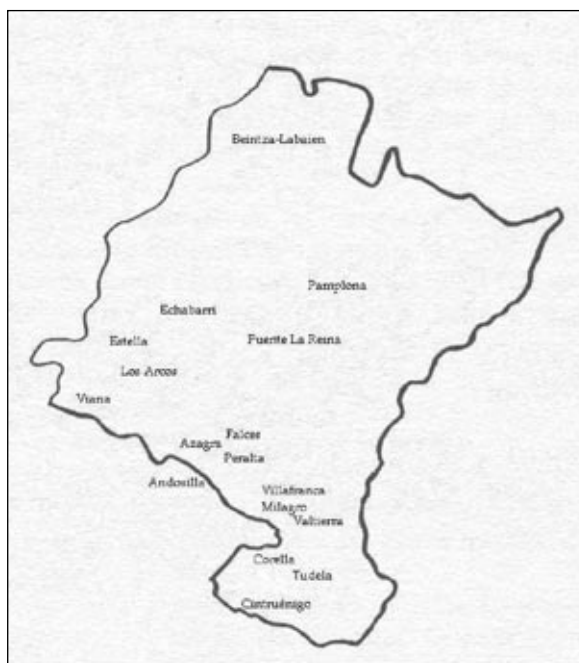 Beintza-Labaien
Pamplona
Echabarri
Estella
Fuente La Reina
Los Arcos
Viana
Falces
Azagra
Peralta
Andosilla
Villafranca
Milagro
Valtierra
Corella
Tudela
Cintruénigo